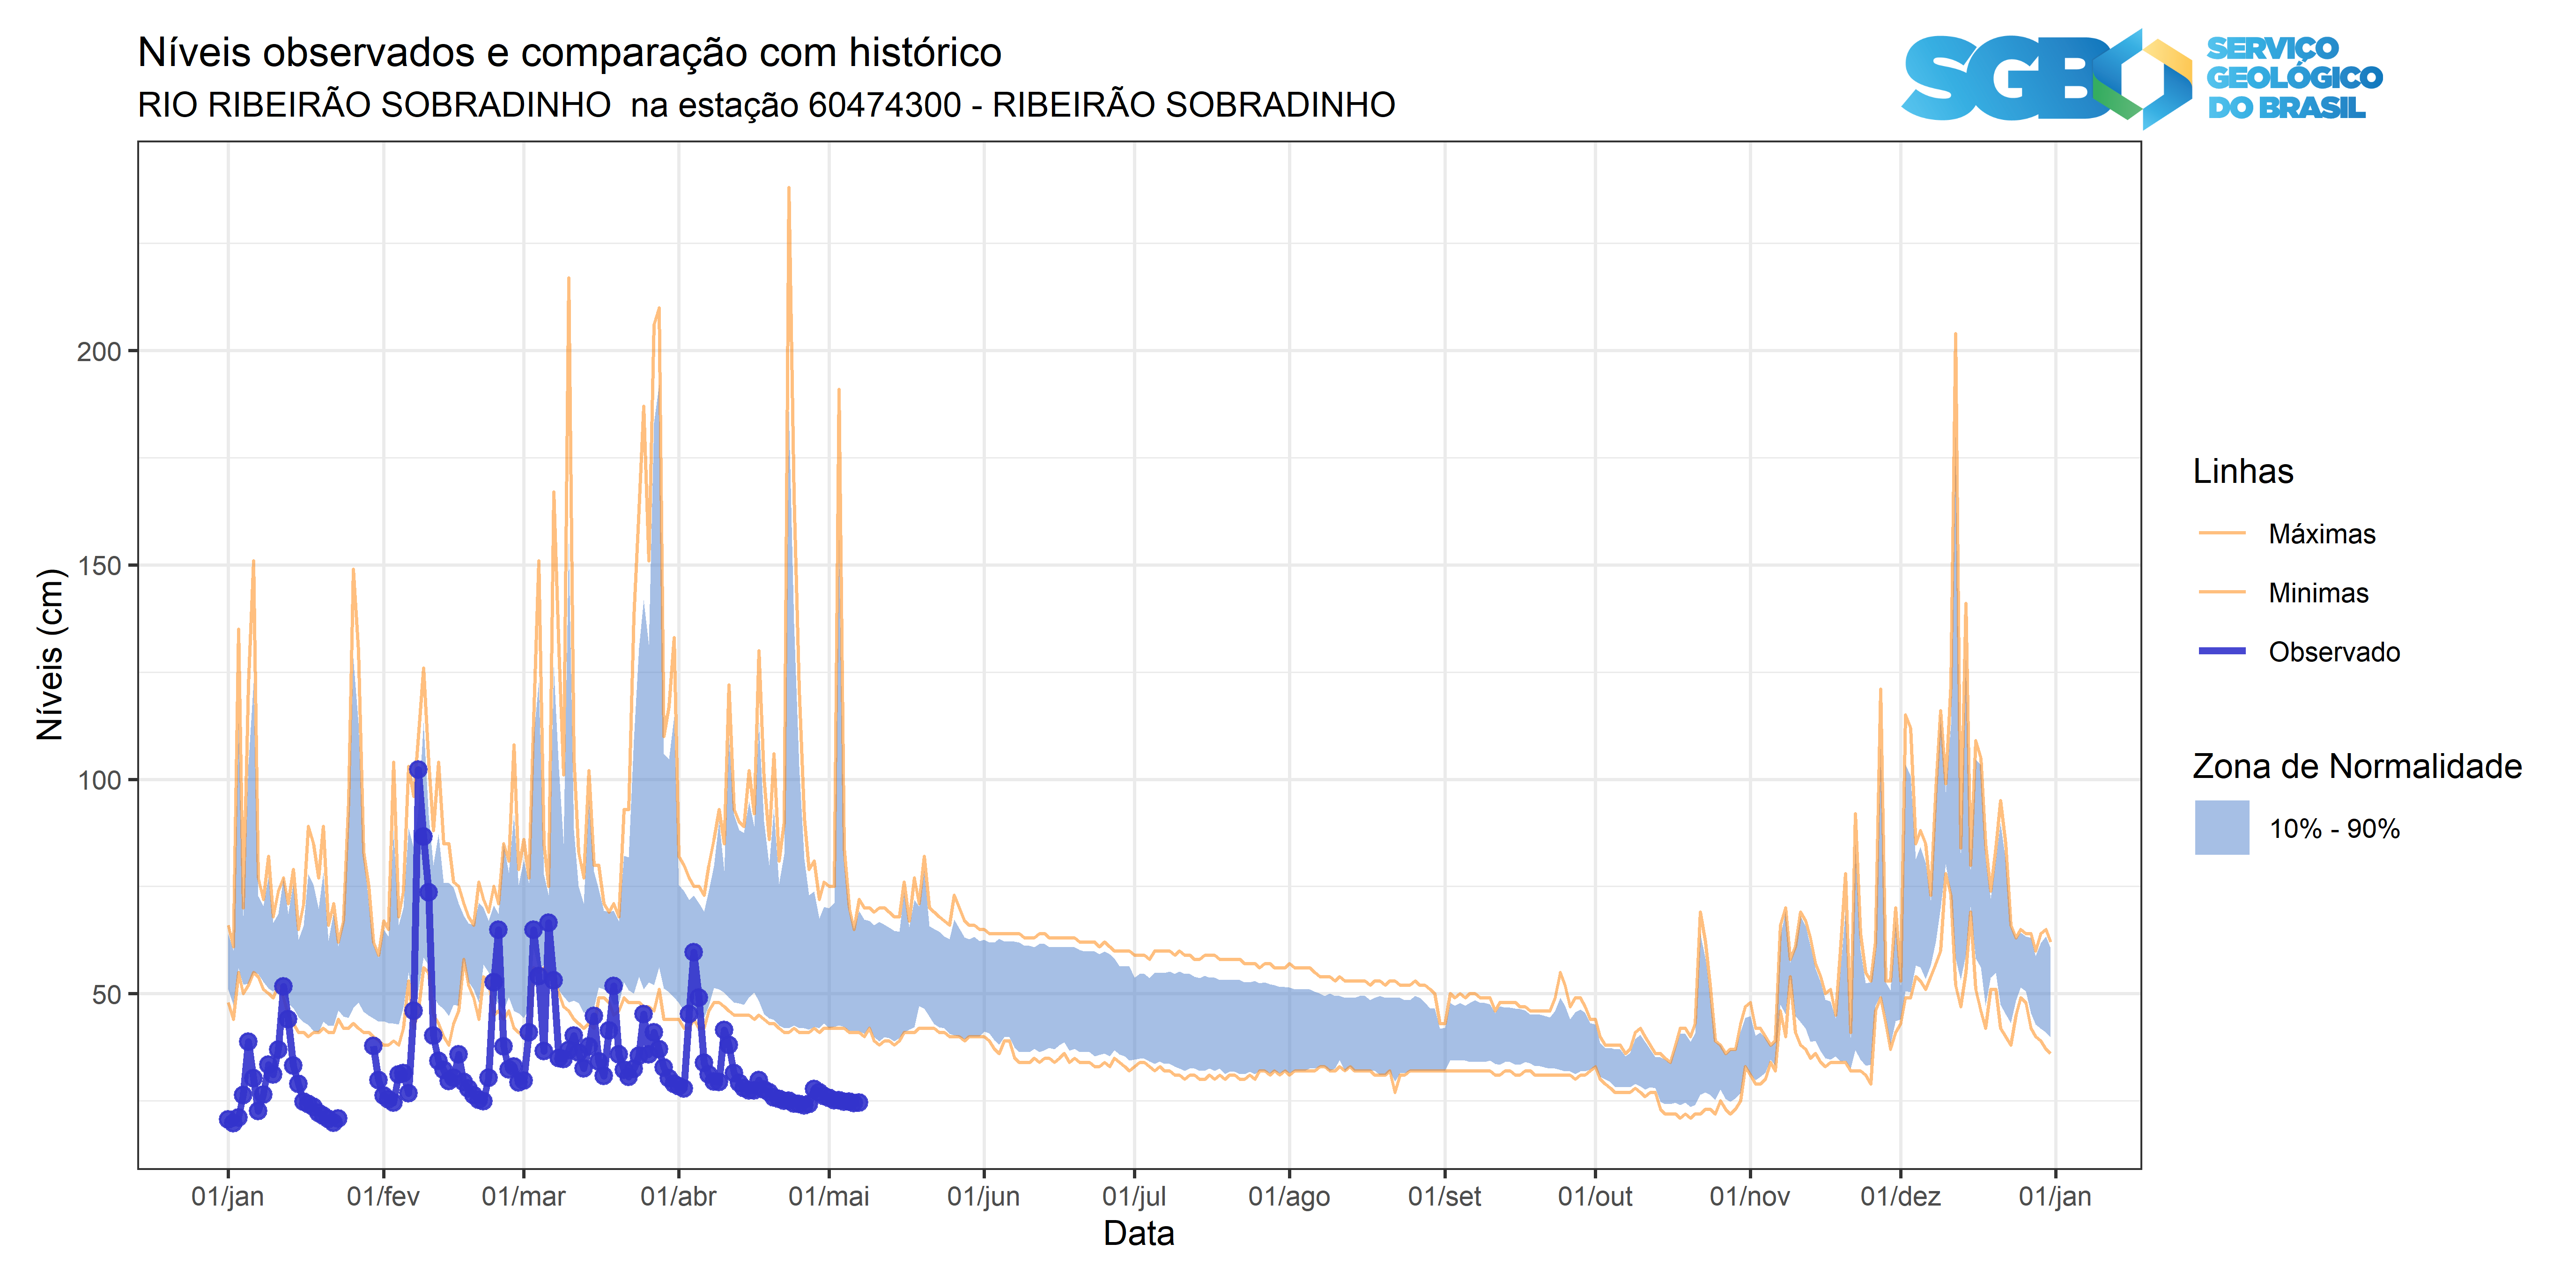 Níveis observados e comparação com histórico
RIO RIBEIRÃO SOBRADINHO  na estação 60474300 - RIBEIRÃO SOBRADINHO
SGB
SERVIÇO
GEOLÓGICO
DO BRASIL
Níveis (cm)
200
150
100
50
01/jan
01/fev
01/mar
01/abr
01/mai
01/jun
01/jul
01/ago
01/set
01/out
01/nov
01/dez
01/jan
Data
Linhas
Máximas
Minimas
Observado
Zona de Normalidade
10% - 90%